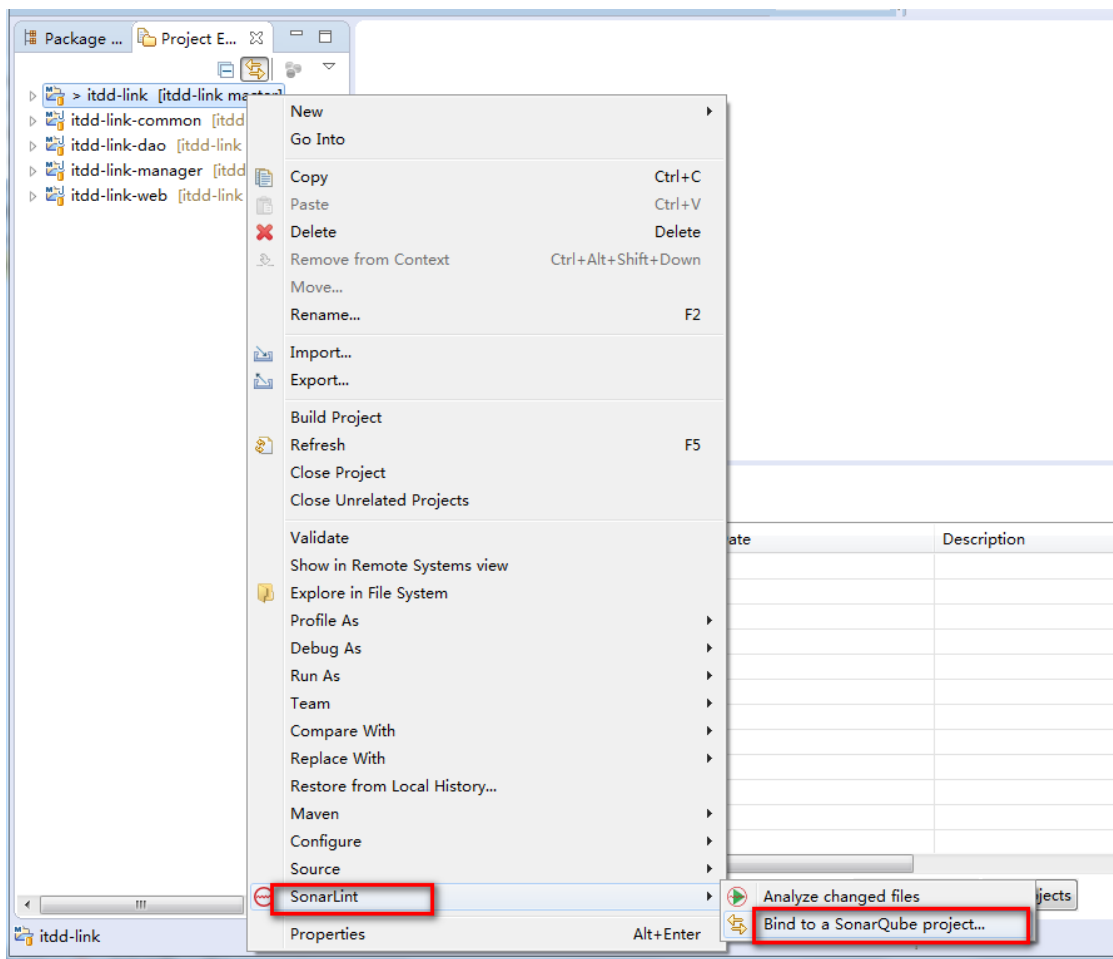 Package ... Project E...
> itdd-link [itdd-link master]
itdd-link-common [itdd
itdd-link-dao [itdd-link
itdd-link-manager [itdd
itdd-link-web [itdd-link
New
Go Into
Copy Ctrl+C
Paste Ctrl+V
Delete Delete
Remove from Context Ctrl+Alt+Shift+Down
Move...
Rename... F2
Import...
Export...
Build Project
Refresh F5
Close Project
Close Unrelated Projects
Validate
Show in Remote Systems view
Explore in File System
Profile As
Debug As
Run As
Team
Compare With
Replace With
Restore from Local History...
Maven
Configure
Source
SonarLint
Properties Alt+Enter
ate Description
Analyze changed files
Bind to a SonarQube project...
jects
itdd-link